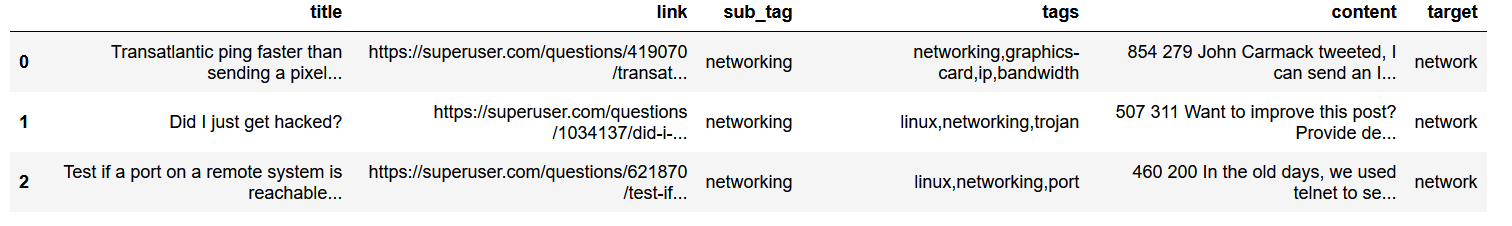 title link sub_tag tags content target
0 Transatlantic ping faster than sending a pixel... https://superuser.com/questions/419070/transat... networking networking,graphics-card,ip,bandwidth 854 279 John Carmack tweeted, I can send an I... network
1 Did I just get hacked? https://superuser.com/questions/1034137/did-i-... networking linux,networking,trojan 507 311 Want to improve this post? Provide de... network
2 Test if a port on a remote system is reachable... https://superuser.com/questions/621870/test-if... networking linux,networking,port 460 200 In the old days, we used telnet to se... network